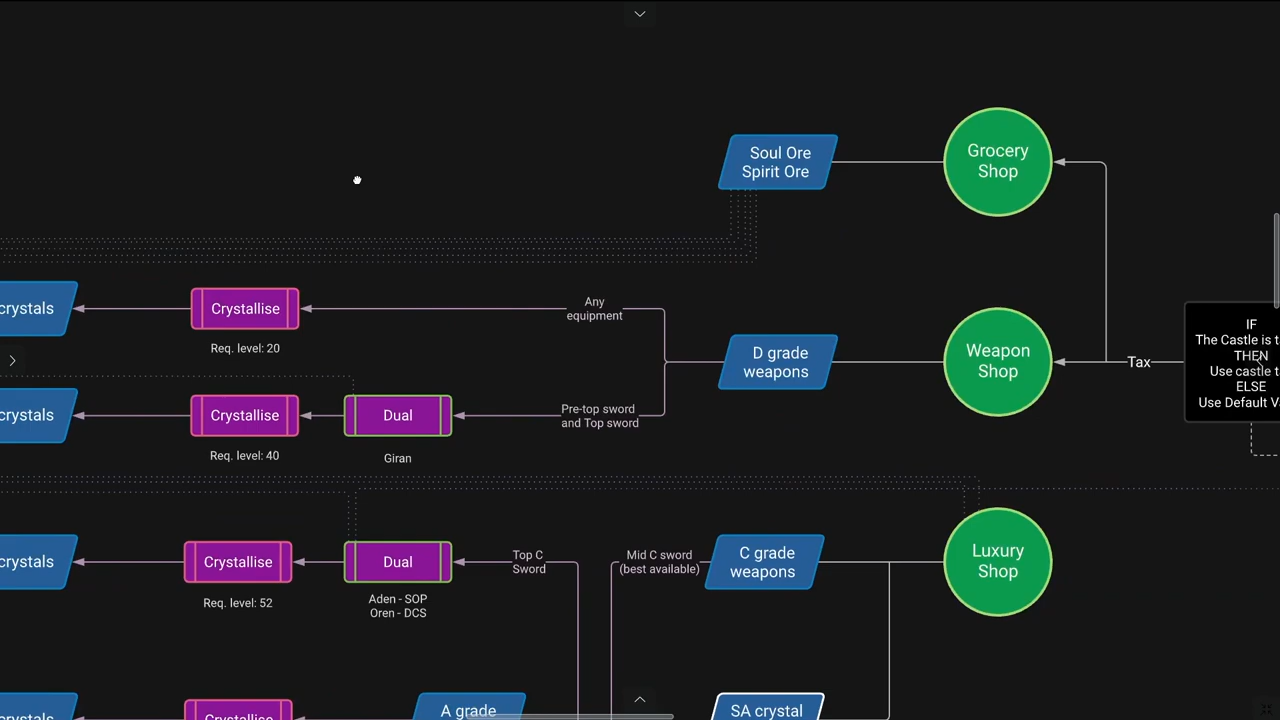 Grocery
Shop
Soul Ore
Spirit Ore
crystals
Crystallise
Req. level: 20
Any
equipment
D grade
weapons
Weapon
Shop
Tax
IF
The Castle is t
THEN
Use castle t
ELSE
Use Default V
crystals
Crystallise
Req. level: 40
Dual
Giran
Pre-top sword
and Top sword
crystals
Crystallise
Req. level: 52
Dual
Aden - SOP
Oren - DCS
Top C
Sword
Mid C sword
(best available)
C grade
weapons
Luxury
Shop
crystals
Crystallise
A grade
SA crystal